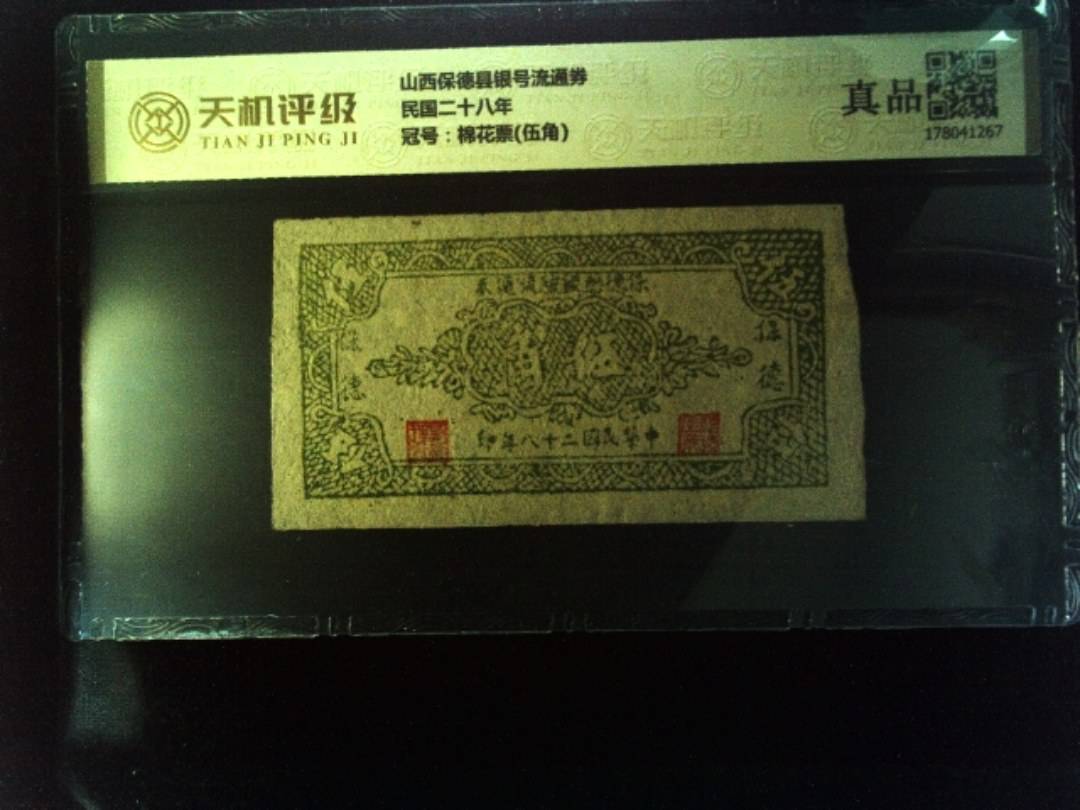 天机评级
TIAN JI PING JI
山西保德县银号流通券
民国二十八年
冠号：棉花票(伍角)
真品
178041267
伍角
保德
保德
中華民國二十八年印